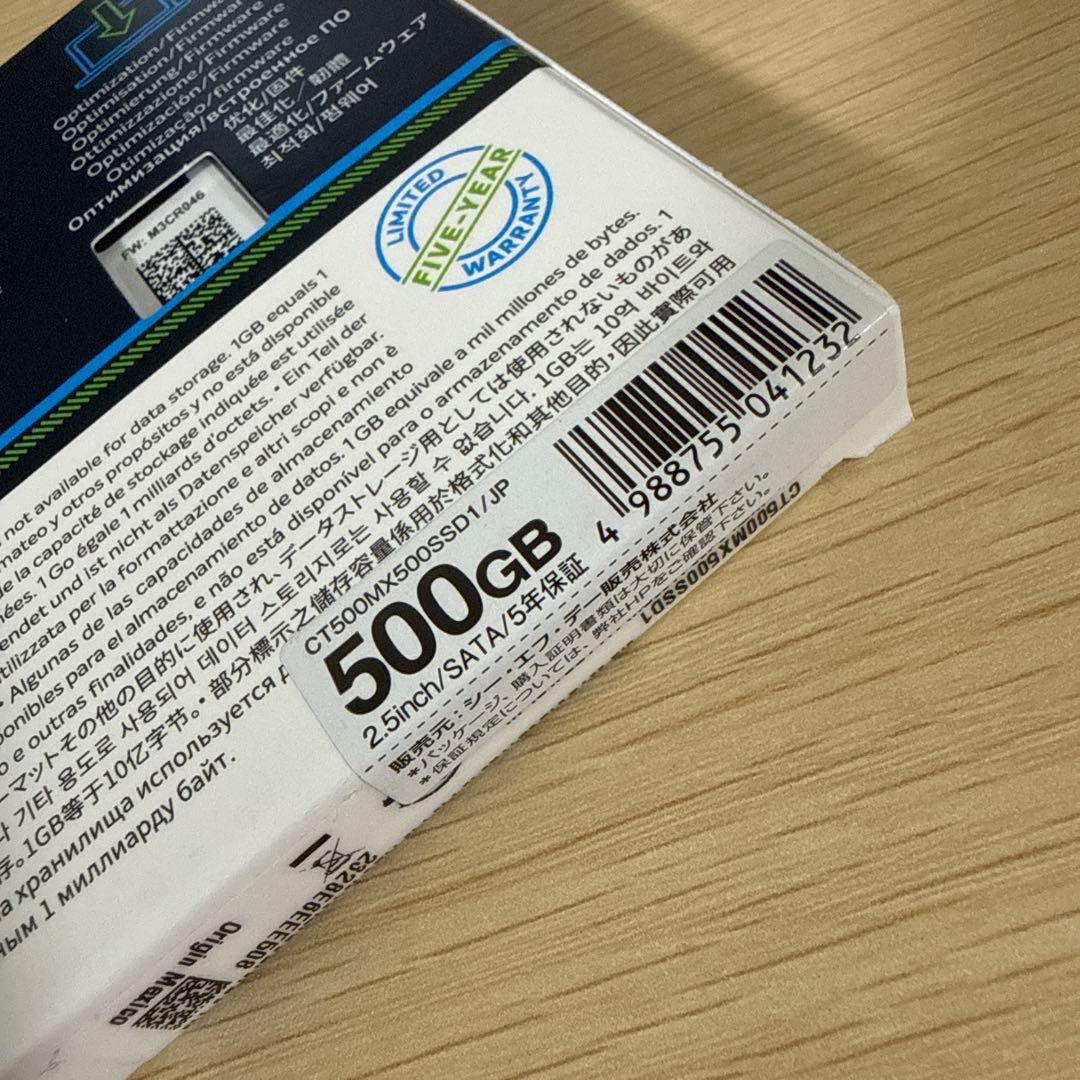 Optimization/Firmw
Optimisation/Firmware
Optimierung/Firmware
Ottimizzazione/Firmware
Optimización/Firmware
Otimização/firmware
Оптимизация/встроенное ПО
优化/固件
最佳化/韌體
最適化/ファームウェア
최적화/펌웨어
FW: M3CR046
LIMITED
FIVE-YEAR
WARRANTY
not available for data storage. 1GB equals 1
mateo y otros propósitos y no está disponible
de la capacité de stockage indiquée est utilisée
1 Go égale 1 milliards d'octets. • Ein Teil der
endet und ist nicht als Datenspeicher verfügbar.
utilizzata per la formattazione e altri scopi e non è
• Algunas de las capacidades de almacenamiento
ponibles para el almacenamiento de datos. 1 GB equivale a mil millones de bytes.
o e outras finalidades, e não está disponível para o armazenamento de dados. 1
ーマットその他の目的に使用され、データストレージ用としては使用されないものがあ
기타 용도로 사용되어 데이터 스토리지로는 사용할 수 없습니다. 1GB는 10억 바이트와
存。1GB等于10亿字节。• 部分標示之儲存容量係用於格式化和其他目的,因此實際可用
а хранилища используется д
ным 1 миллиарду байт.
CT500MX500SSD1/JP
500GB
2.5inch/SATA/5年保証
4 988755 041232
販売元:シー・エフ・デー販売株式会社
*パッケージ、購入証明書類は大切に保管下さい。
*保証規定については、弊社HPをご確認下さい。
CT500MX500SSD1
2328E6EEE608
Origin Mexico